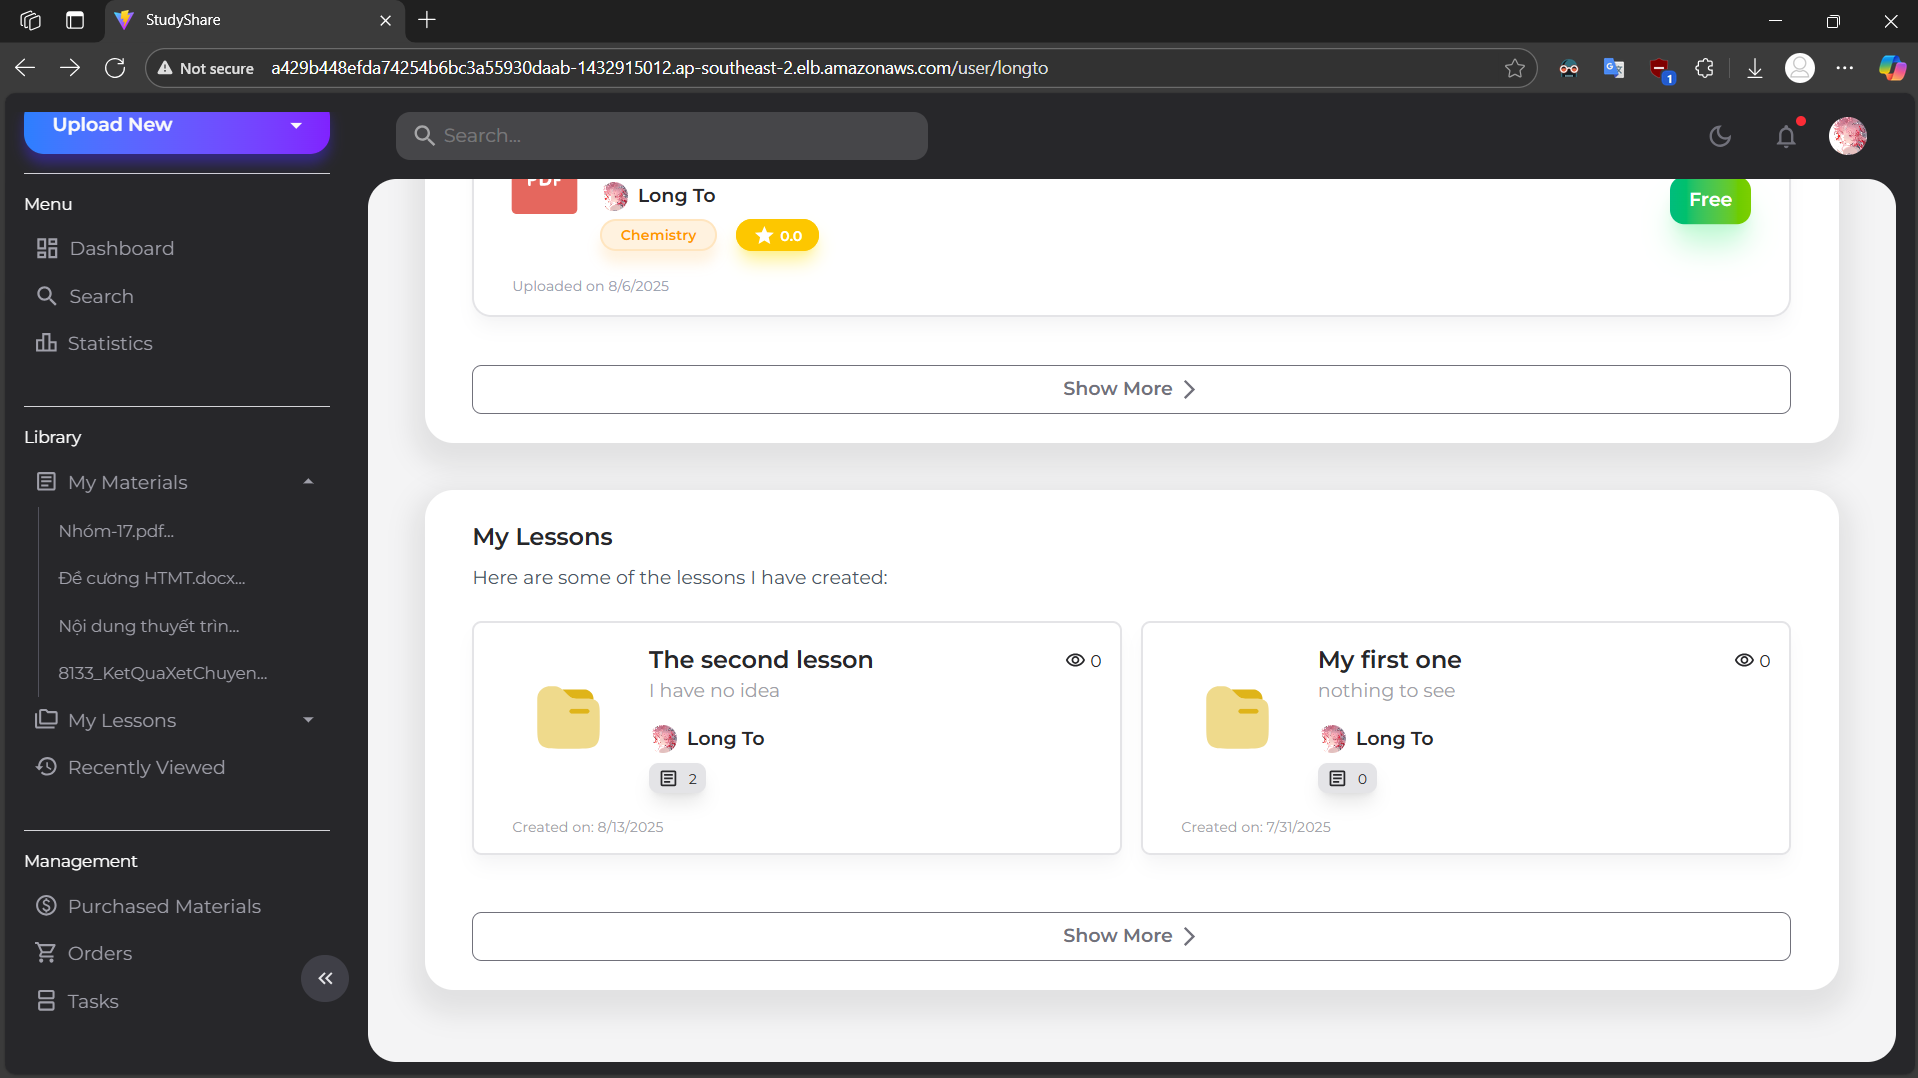 StudyShare
Not secure
a429b448efda74254b6bc3a55930daab-1432915012.ap-southeast-2.elb.amazonaws.com/user/longto
1
Upload New
Search...
Menu
Dashboard
Search
Statistics
Library
My Materials
Nhóm-17.pdf...
Đề cương HTMT.docx...
Nội dung thuyết trìn...
8133_KetQuaXetChuyen...
My Lessons
Recently Viewed
Management
Purchased Materials
Orders
Tasks
PDF
Long To
Free
Chemistry
0.0
Uploaded on 8/6/2025
Show More
My Lessons
Here are some of the lessons I have created:
The second lesson
0
I have no idea
Long To
2
Created on: 8/13/2025
My first one
0
nothing to see
Long To
0
Created on: 7/31/2025
Show More